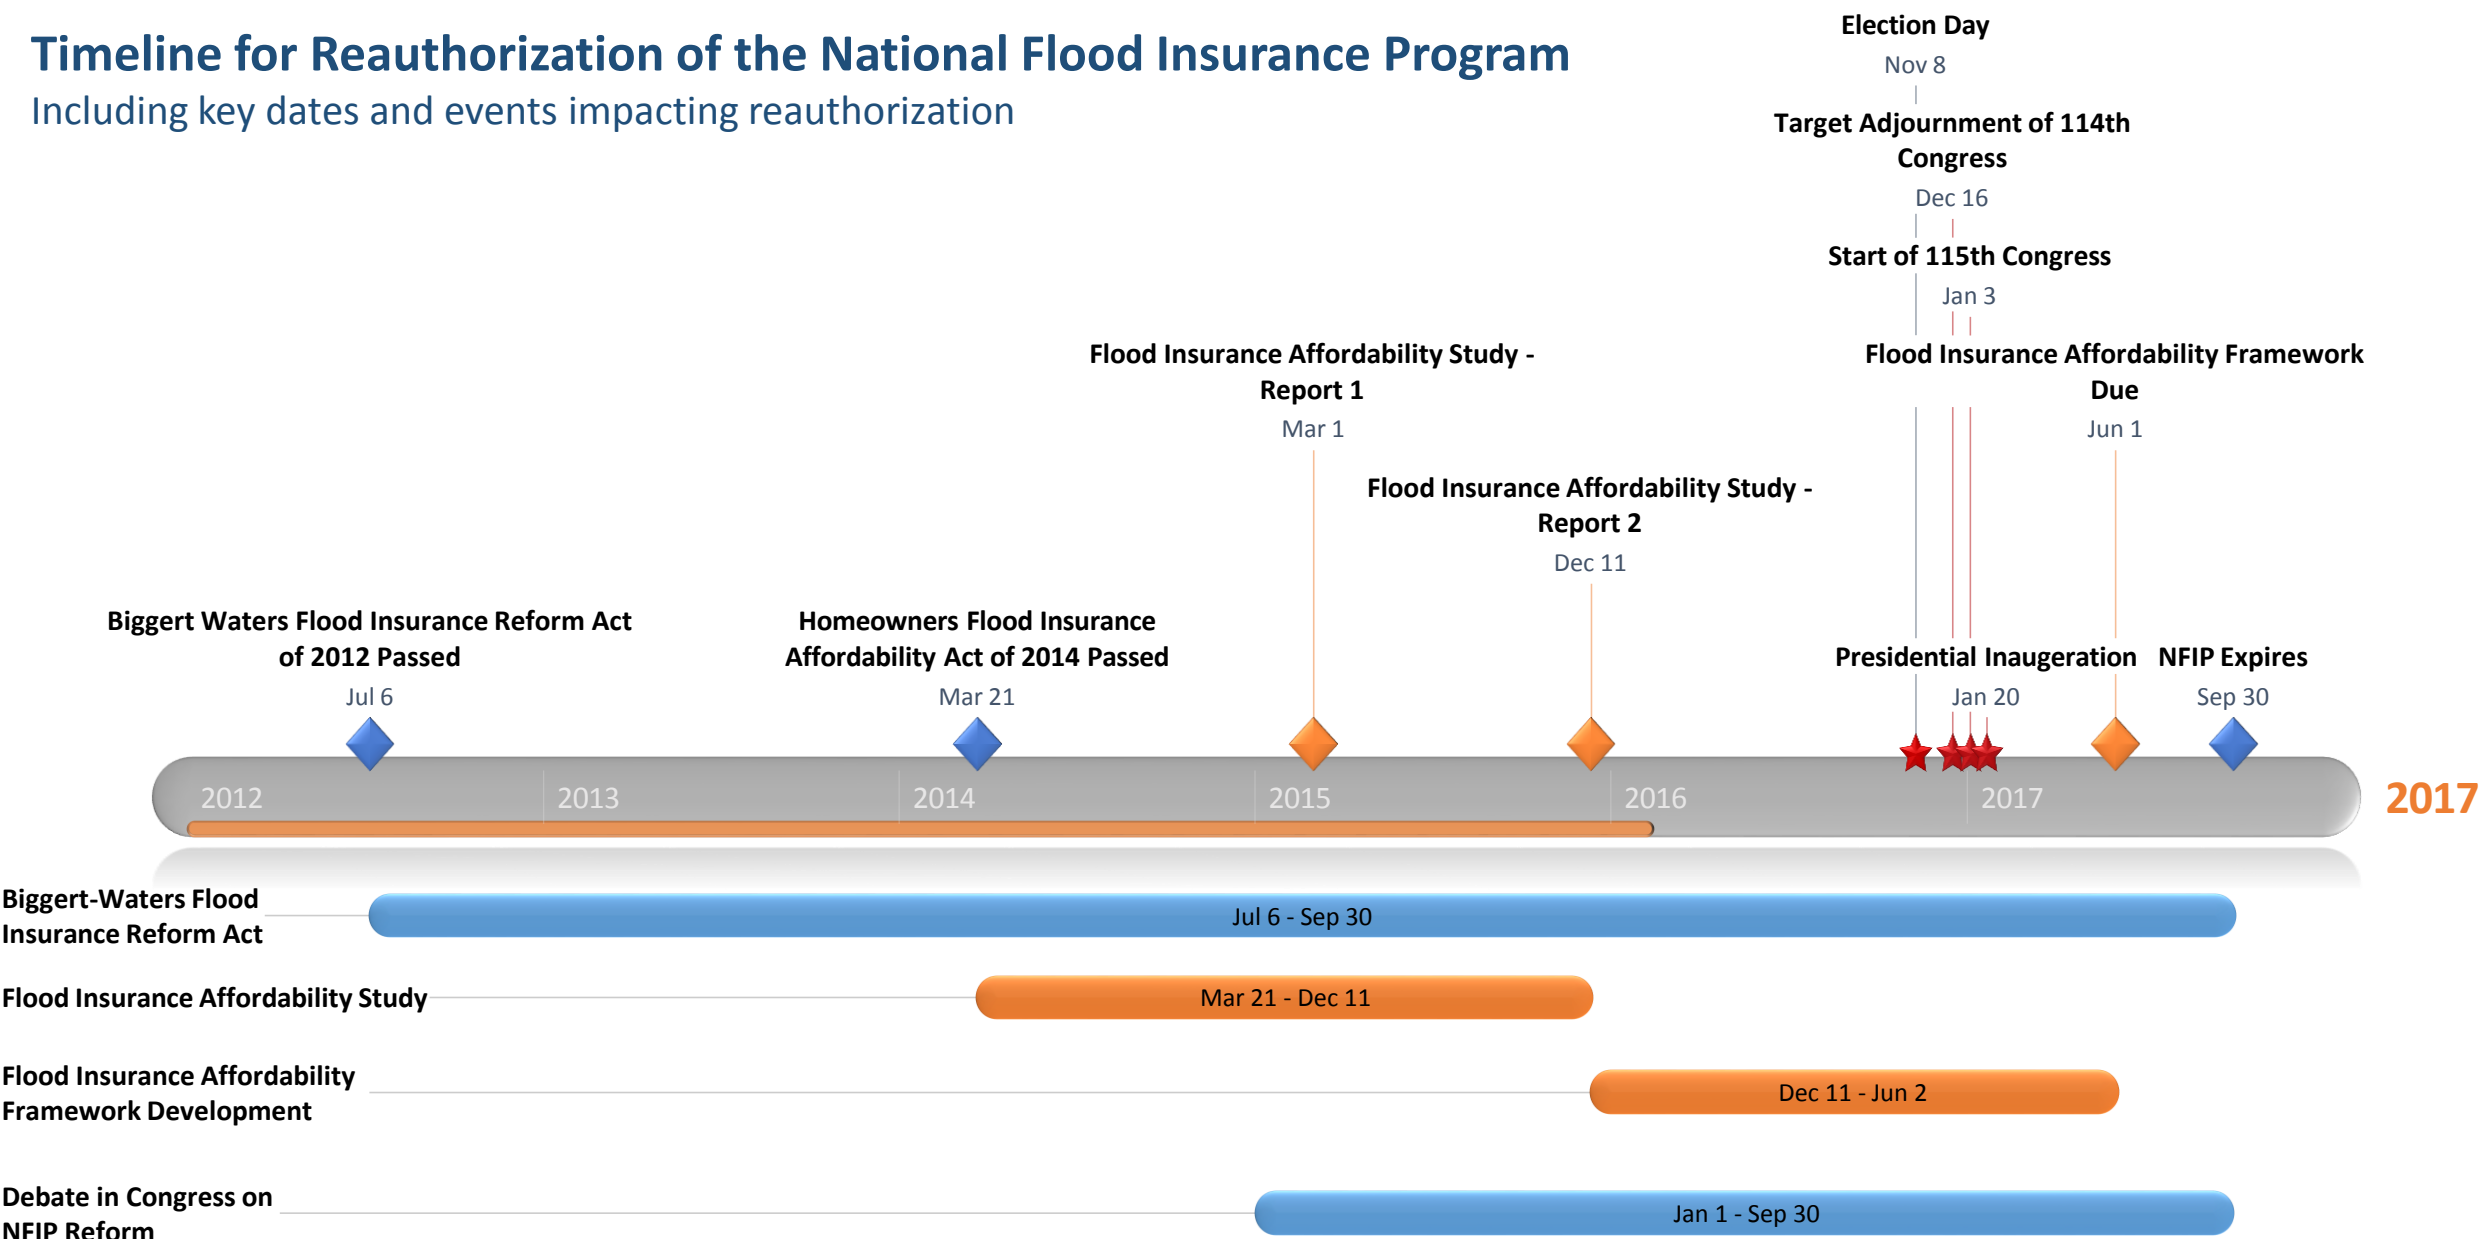 Timeline for Reauthorization of the National Flood Insurance Program
Including key dates and events impacting reauthorization
Election Day
Nov 8
Target Adjournment of 114th
Congress
Dec 16
Start of 115th Congress
Jan 3
Flood Insurance Affordability Study -
Report 1
Mar 1
Flood Insurance Affordability Framework
Due
Jun 1
Flood Insurance Affordability Study -
Report 2
Dec 11
Biggert Waters Flood Insurance Reform Act
of 2012 Passed
Jul 6
Homeowners Flood Insurance
Affordability Act of 2014 Passed
Mar 21
Presidential Inaugeration
Jan 20
NFIP Expires
Sep 30
2012
2013
2014
2015
2016
2017
2017
Biggert-Waters Flood
Insurance Reform Act
Jul 6 - Sep 30
Flood Insurance Affordability Study
Mar 21 - Dec 11
Flood Insurance Affordability
Framework Development
Dec 11 - Jun 2
Debate in Congress on
NFIP Reform
Jan 1 - Sep 30